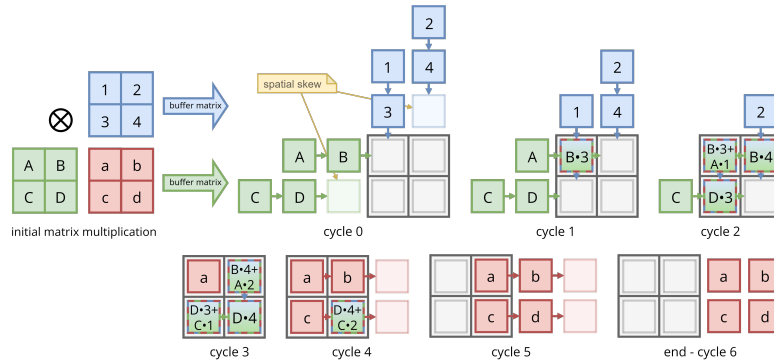 2
1 4
spatial skew
1 2
buffer matrix
3 4
3
A B
C D
a b
c d
buffer matrix
A B
C D
initial matrix multiplication
cycle 0
2
1 4
A B•3
C D
cycle 1
2
B•3+
A•1
B•4
C D•3
cycle 2
a
B•4+
A•2
D•3+
C•1
D•4
cycle 3
a b
c
D•4+
C•2
cycle 4
a b
c d
cycle 5
a b
c d
end - cycle 6